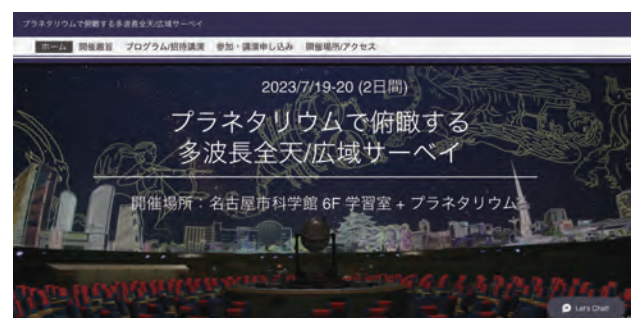 プラネタリウムで俯瞰する多波長全天/広域サーベイ
ホーム 開催趣旨 プログラム/招待講演 参加・講演申し込み 開催場所/アクセス
2023/7/19-20 (2日間)
プラネタリウムで俯瞰する
多波長全天/広域サーベイ
開催場所：名古屋市科学館 6F 学習室 + プラネタリウム
Let's Chat!